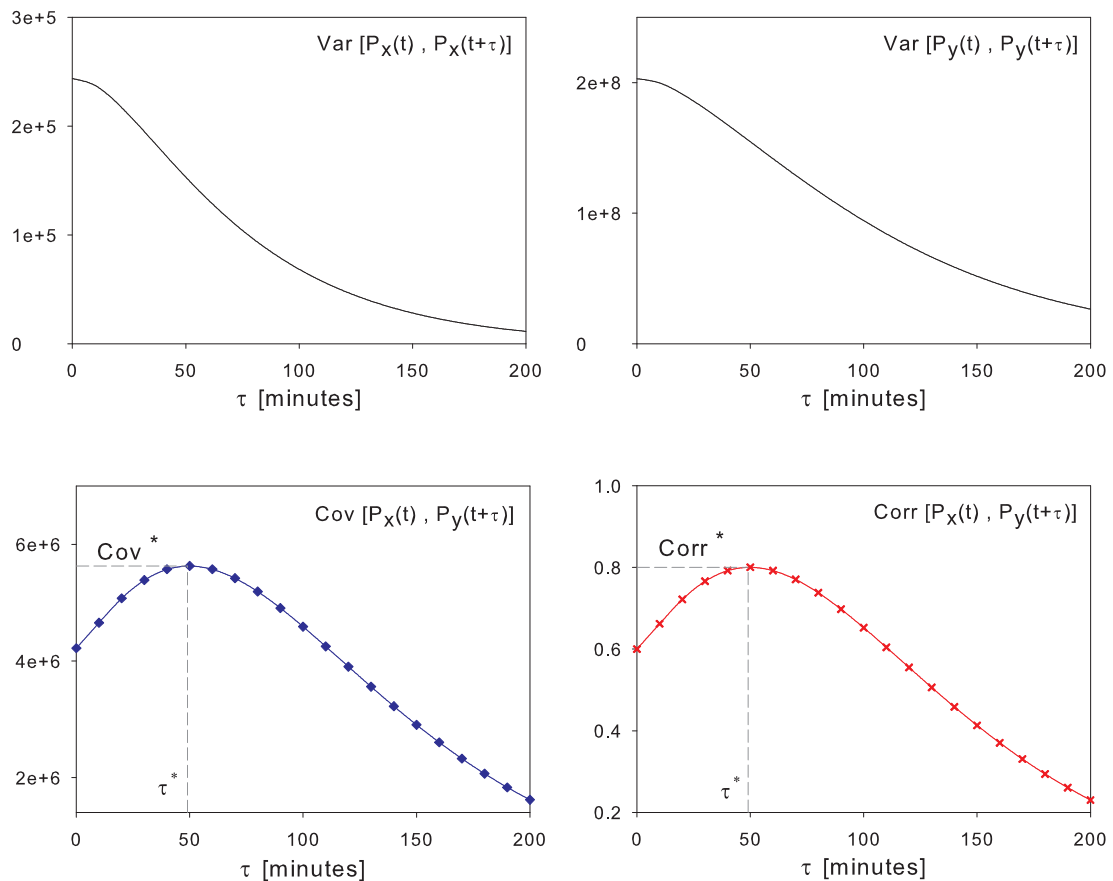 3e+5
2e+5
1e+5
0
Var [Px(t) , Px(t+τ)]
0 50 100 150 200
τ [minutes]
2e+8
1e+8
0
Var [Py(t) , Py(t+τ)]
0 50 100 150 200
τ [minutes]
6e+6
4e+6
2e+6
Cov [Px(t) , Py(t+τ)]
Cov *
τ*
0 50 100 150 200
τ [minutes]
1.0
0.8
0.6
0.4
0.2
Corr [Px(t) , Py(t+τ)]
Corr *
τ*
0 50 100 150 200
τ [minutes]